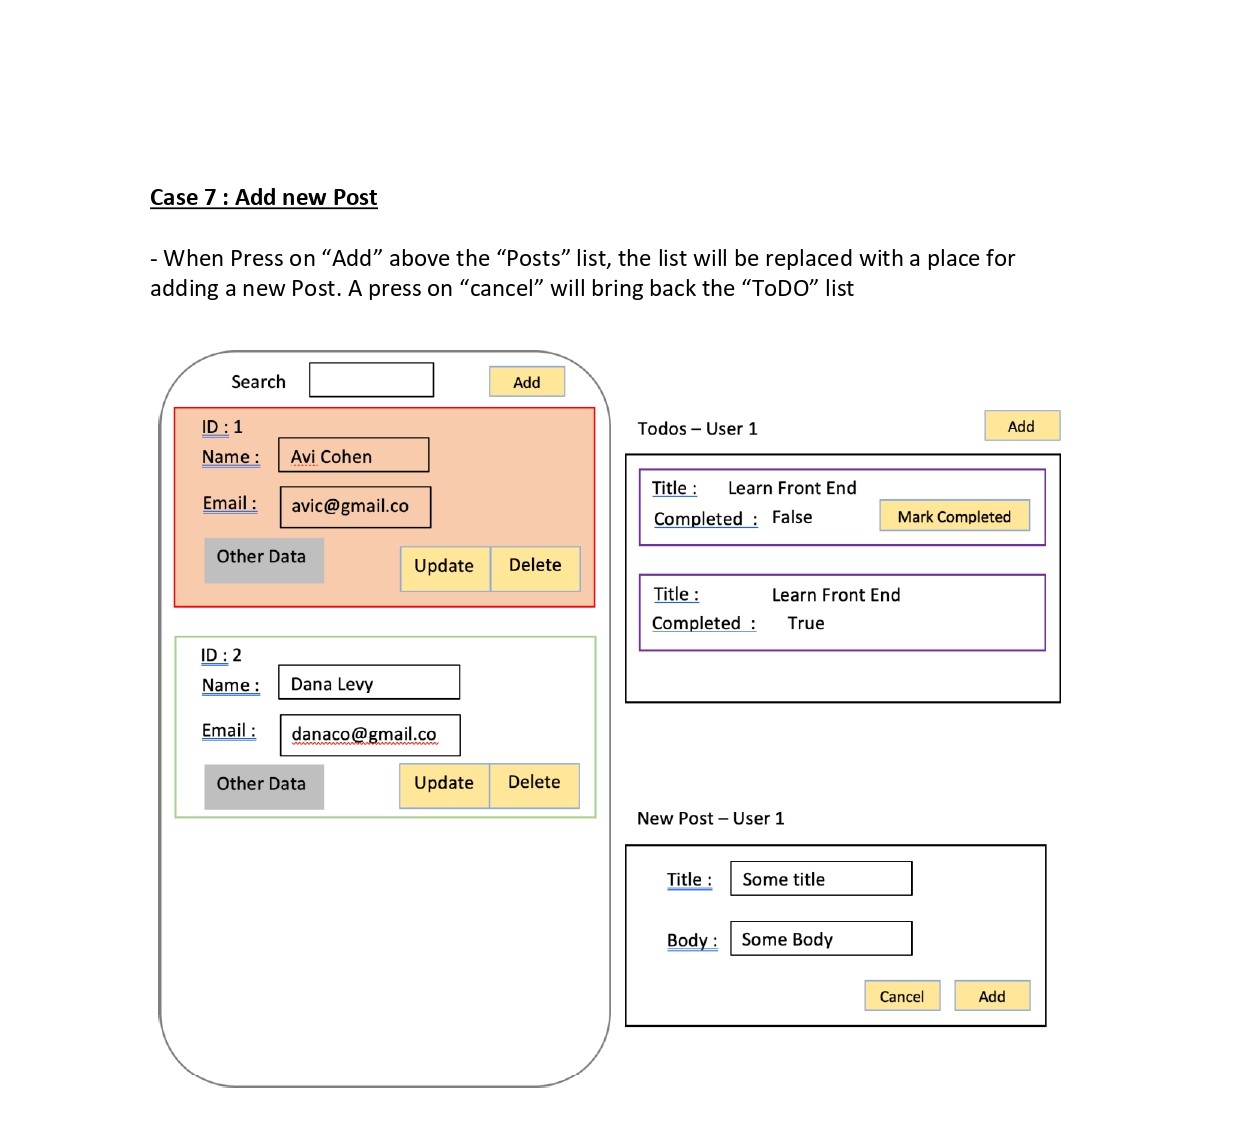 Case 7 : Add new Post
- When Press on “Add” above the “Posts” list, the list will be replaced with a place for
adding a new Post. A press on “cancel” will bring back the “ToDO” list
Search
Add
ID : 1
Name : Avi Cohen
Email : avic@gmail.co
Other Data
Update
Delete
ID : 2
Name : Dana Levy
Email : danaco@gmail.co
Other Data
Update
Delete
Todos – User 1
Add
Title : Learn Front End
Completed : False
Mark Completed
Title : Learn Front End
Completed : True
New Post – User 1
Title : Some title
Body : Some Body
Cancel
Add